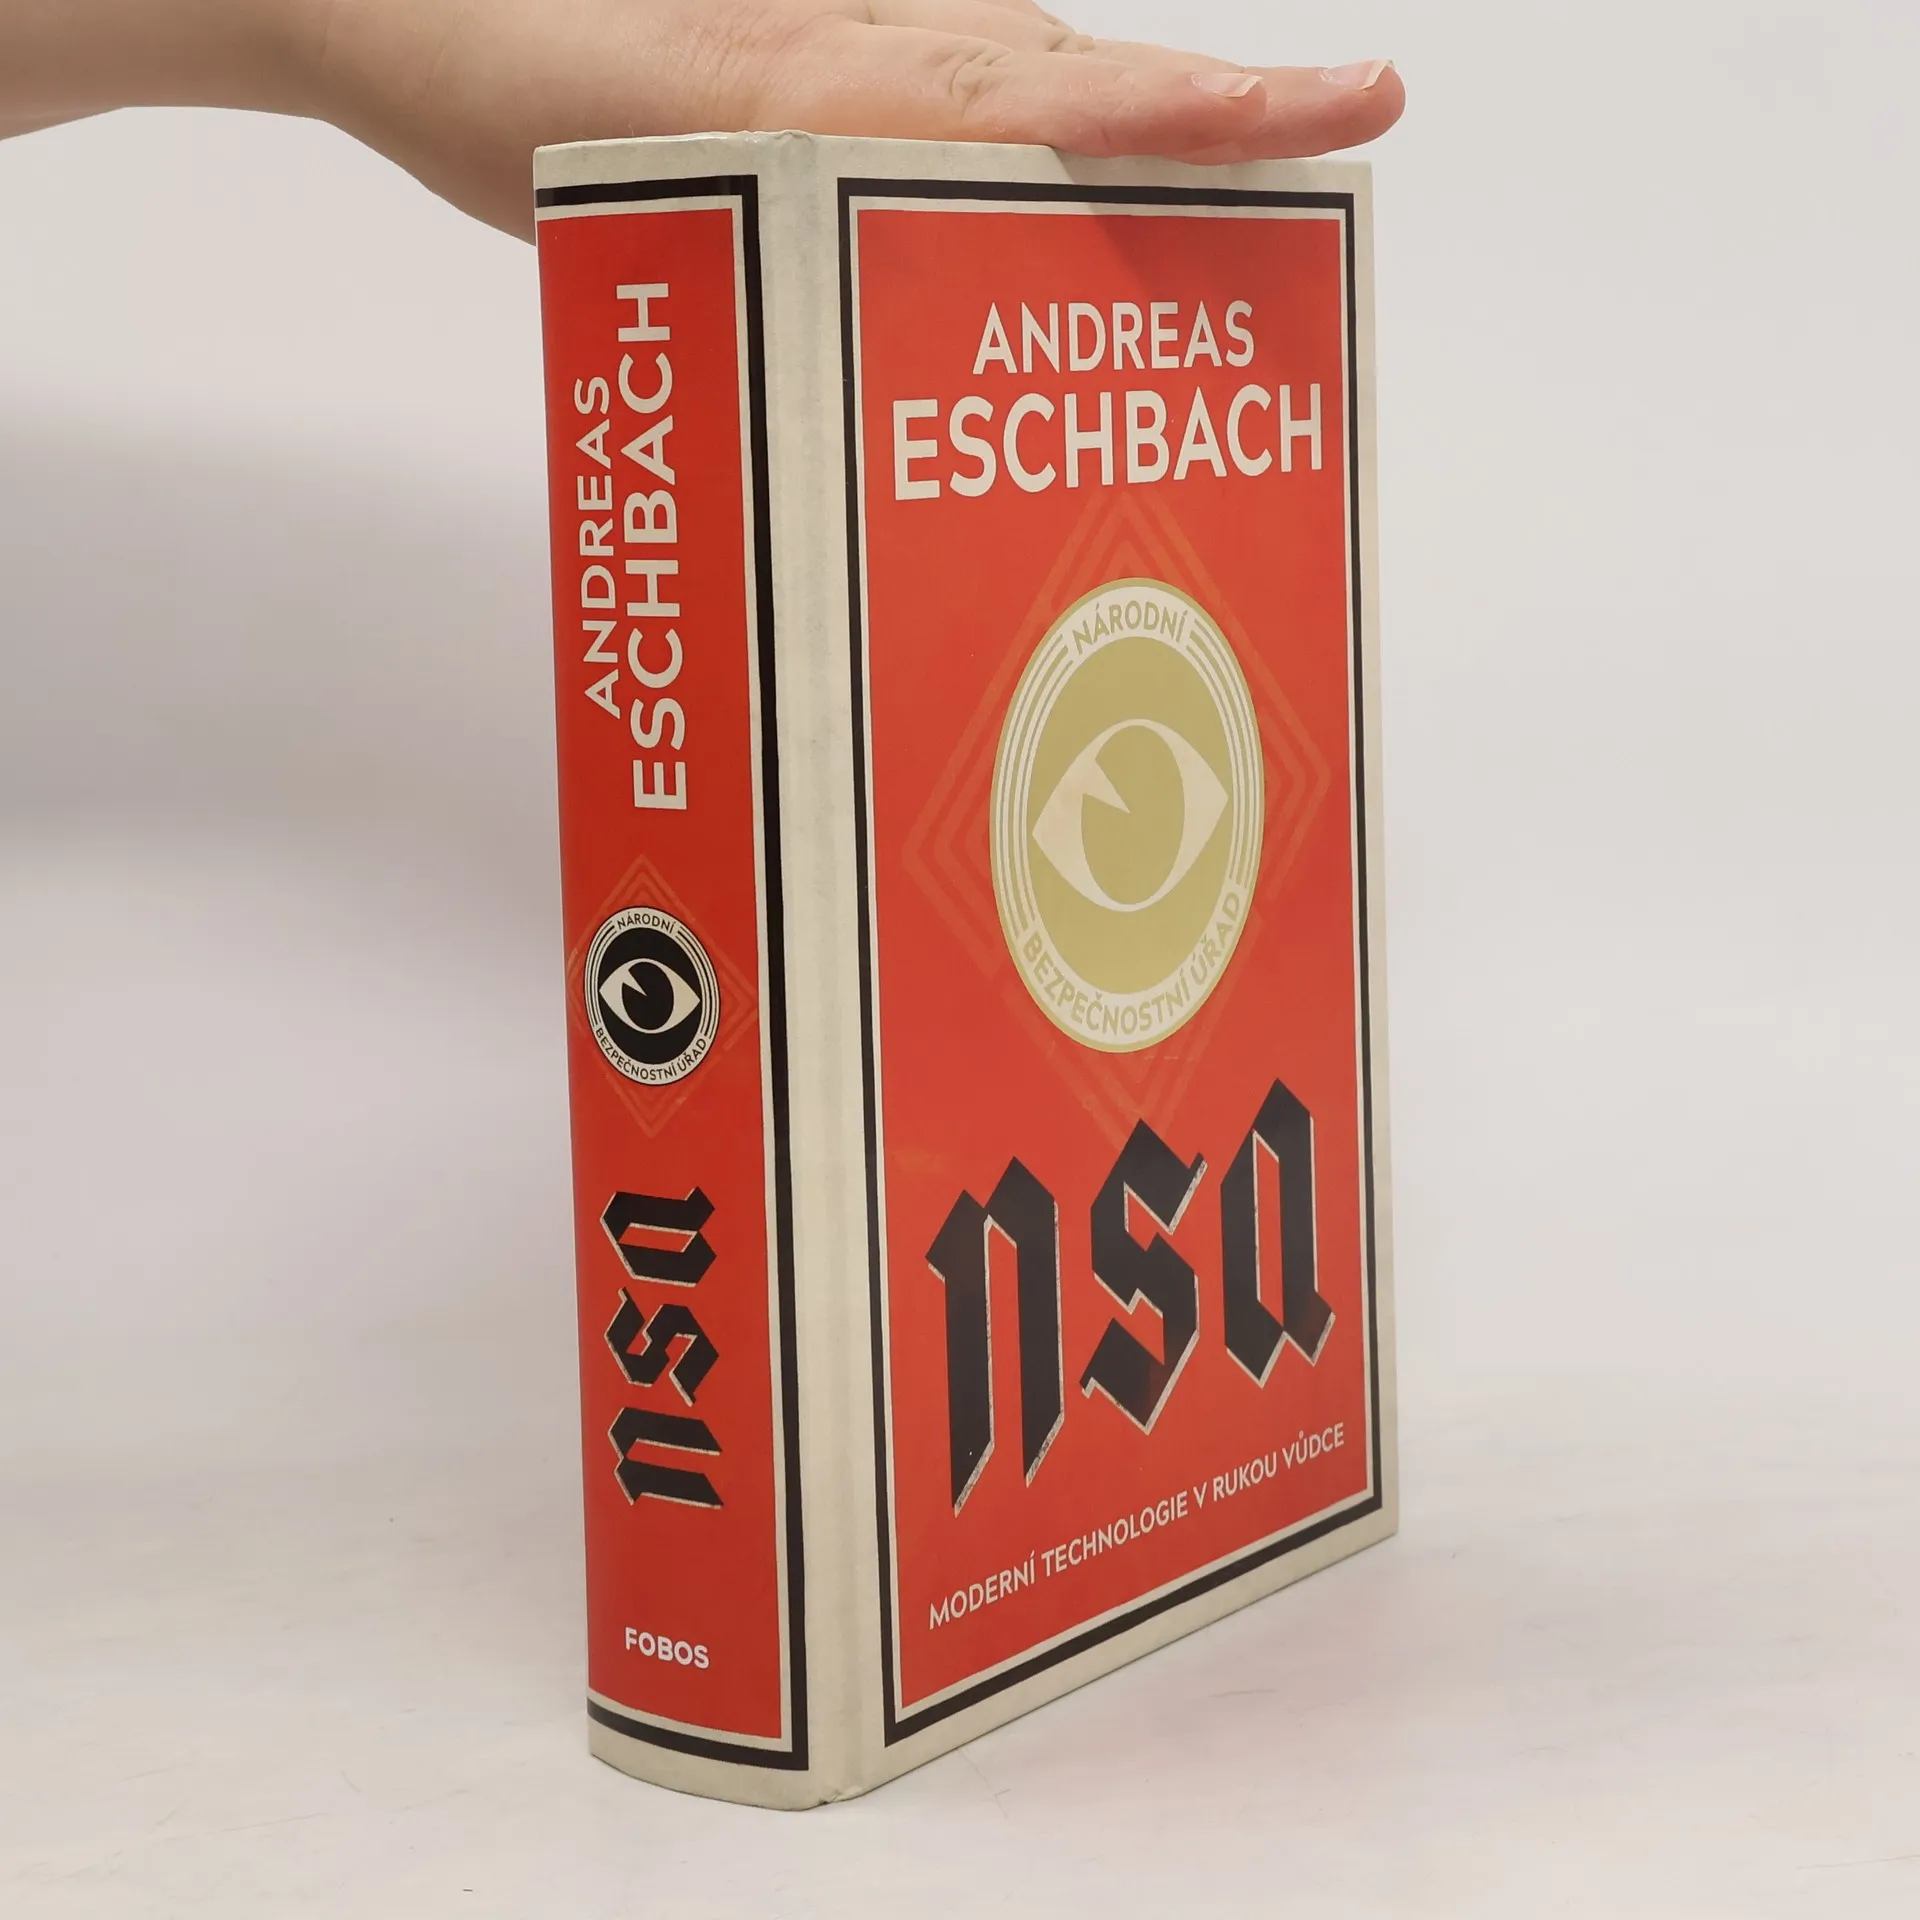 ANDREAS
ESCHBACH
NÁRODNÍ
BEZPEČNOSTNÍ ÚŘAD
nsa
FOBOS
ANDREAS
ESCHBACH
NÁRODNÍ
BEZPEČNOSTNÍ ÚŘAD
nsa
MODERNÍ TECHNOLOGIE V RUKOU VŮDCE